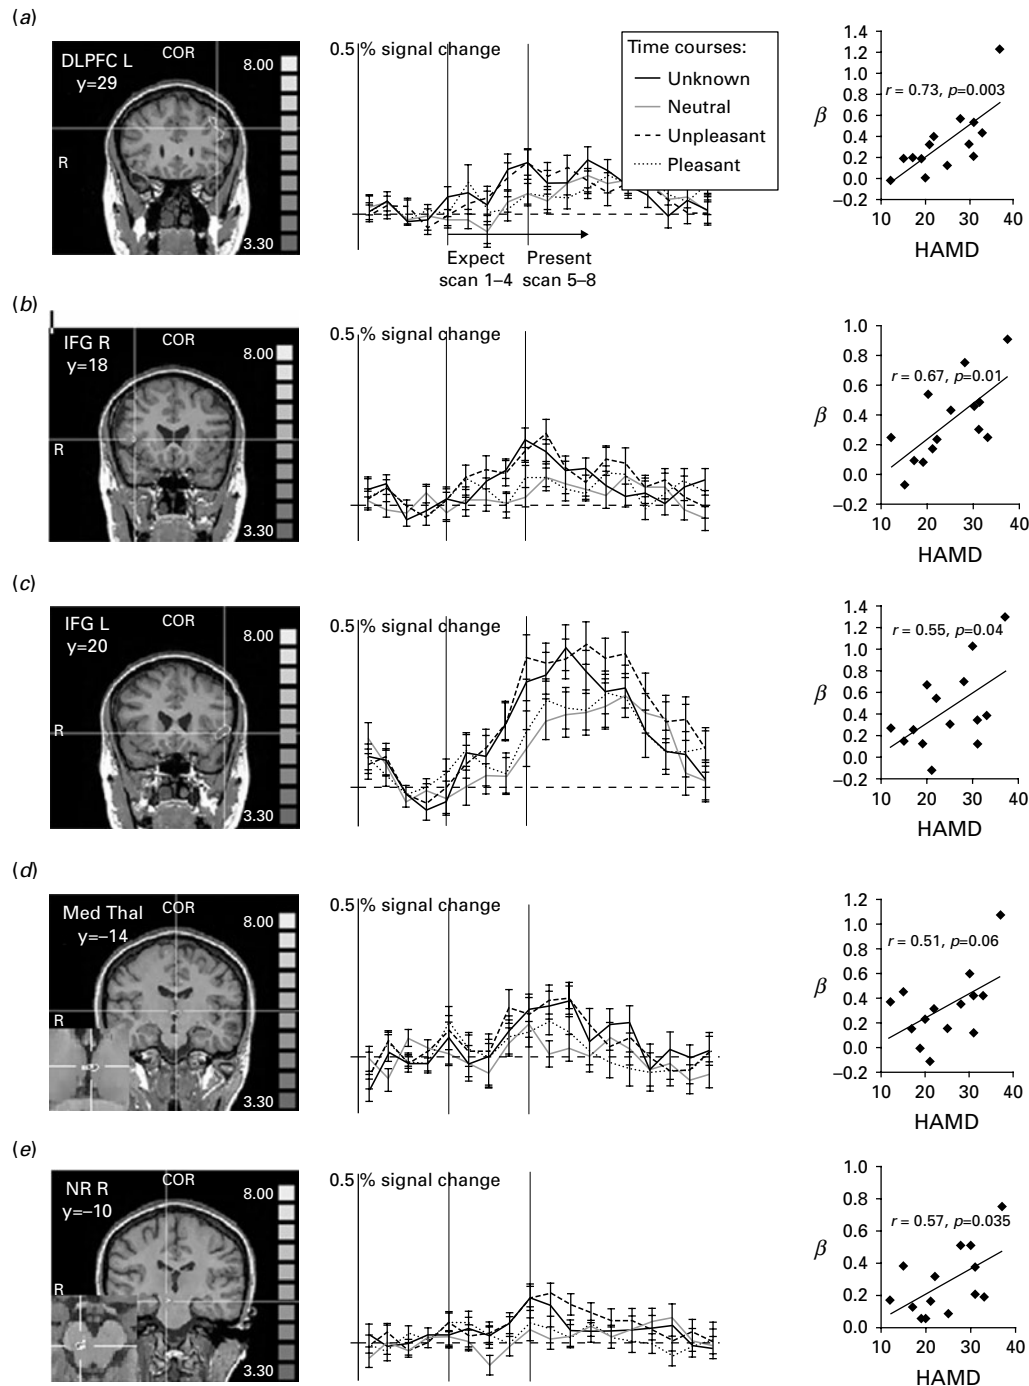 (a)
DLPFC L
y=29
COR
8.00
R
3.30
0.5 % signal change
Time courses:
Unknown
Neutral
Unpleasant
Pleasant
Expect
scan 1–4
Present
scan 5–8
1.4
1.2
1.0
0.8
0.6
0.4
0.2
0.0
−0.2
β
r = 0.73, p=0.003
10 20 30 40
HAMD
(b)
IFG R
y=18
COR
8.00
R
3.30
0.5 % signal change
1.0
0.8
0.6
0.4
0.2
0.0
−0.2
β
r = 0.67, p=0.01
10 20 30 40
HAMD
(c)
IFG L
y=20
COR
8.00
R
3.30
0.5 % signal change
1.4
1.2
1.0
0.8
0.6
0.4
0.2
0.0
−0.2
β
r = 0.55, p=0.04
10 20 30 40
HAMD
(d)
Med Thal
y=−14
COR
8.00
R
3.30
0.5 % signal change
1.2
1.0
0.8
0.6
0.4
0.2
0.0
−0.2
β
r = 0.51, p=0.06
10 20 30 40
HAMD
(e)
NR R
y=−10
COR
8.00
R
3.30
0.5 % signal change
1.0
0.8
0.6
0.4
0.2
0.0
β
r = 0.57, p=0.035
10 20 30 40
HAMD